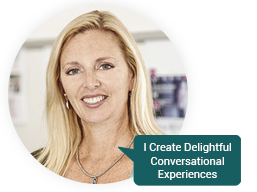 I Create Delightful
Conversational
Experiences